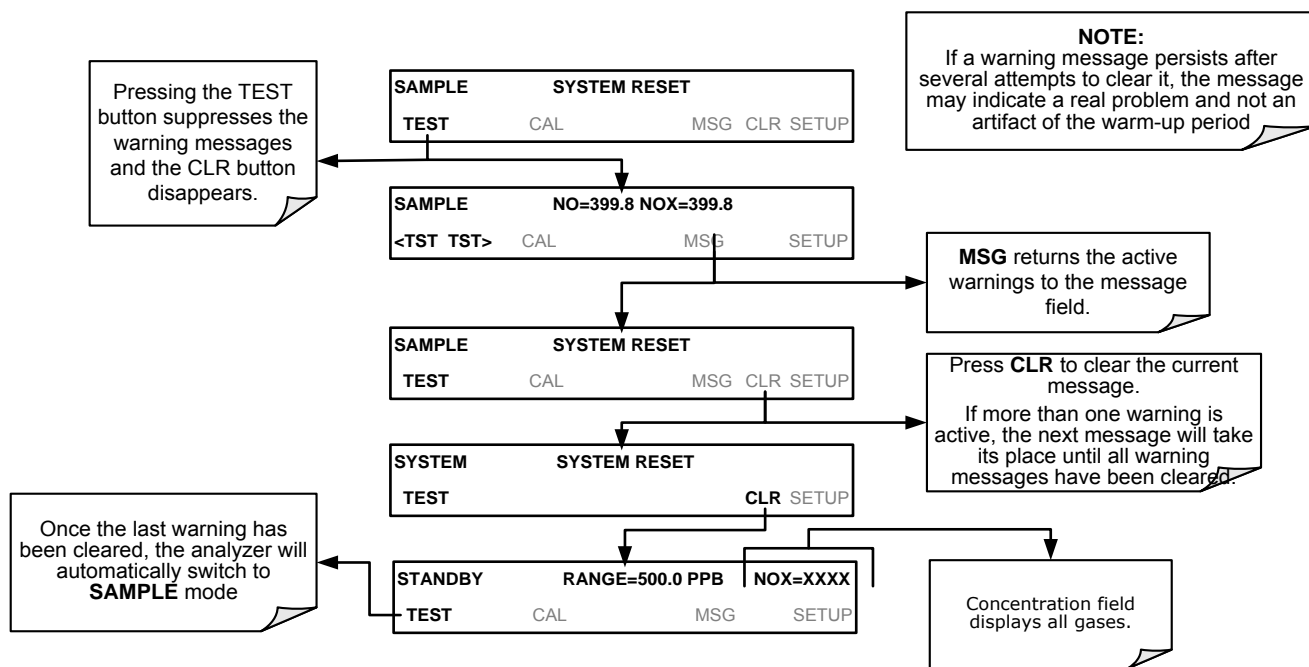 NOTE:
If a warning message persists after
several attempts to clear it, the message
may indicate a real problem and not an
artifact of the warm-up period
Pressing the TEST
button suppresses the
warning messages
and the CLR button
disappears.
SAMPLE SYSTEM RESET
TEST CAL MSG CLR SETUP
SAMPLE NO=399.8 NOX=399.8
<TST TST> CAL MSG SETUP
MSG returns the active
warnings to the message
field.
SAMPLE SYSTEM RESET
TEST CAL MSG CLR SETUP
Press CLR to clear the current
message.
If more than one warning is
active, the next message will take
its place until all warning
messages have been cleared.
SYSTEM SYSTEM RESET
TEST CLR SETUP
Once the last warning has
been cleared, the analyzer will
automatically switch to
SAMPLE mode
STANDBY RANGE=500.0 PPB NOX=XXXX
TEST CAL MSG SETUP
Concentration field
displays all gases.